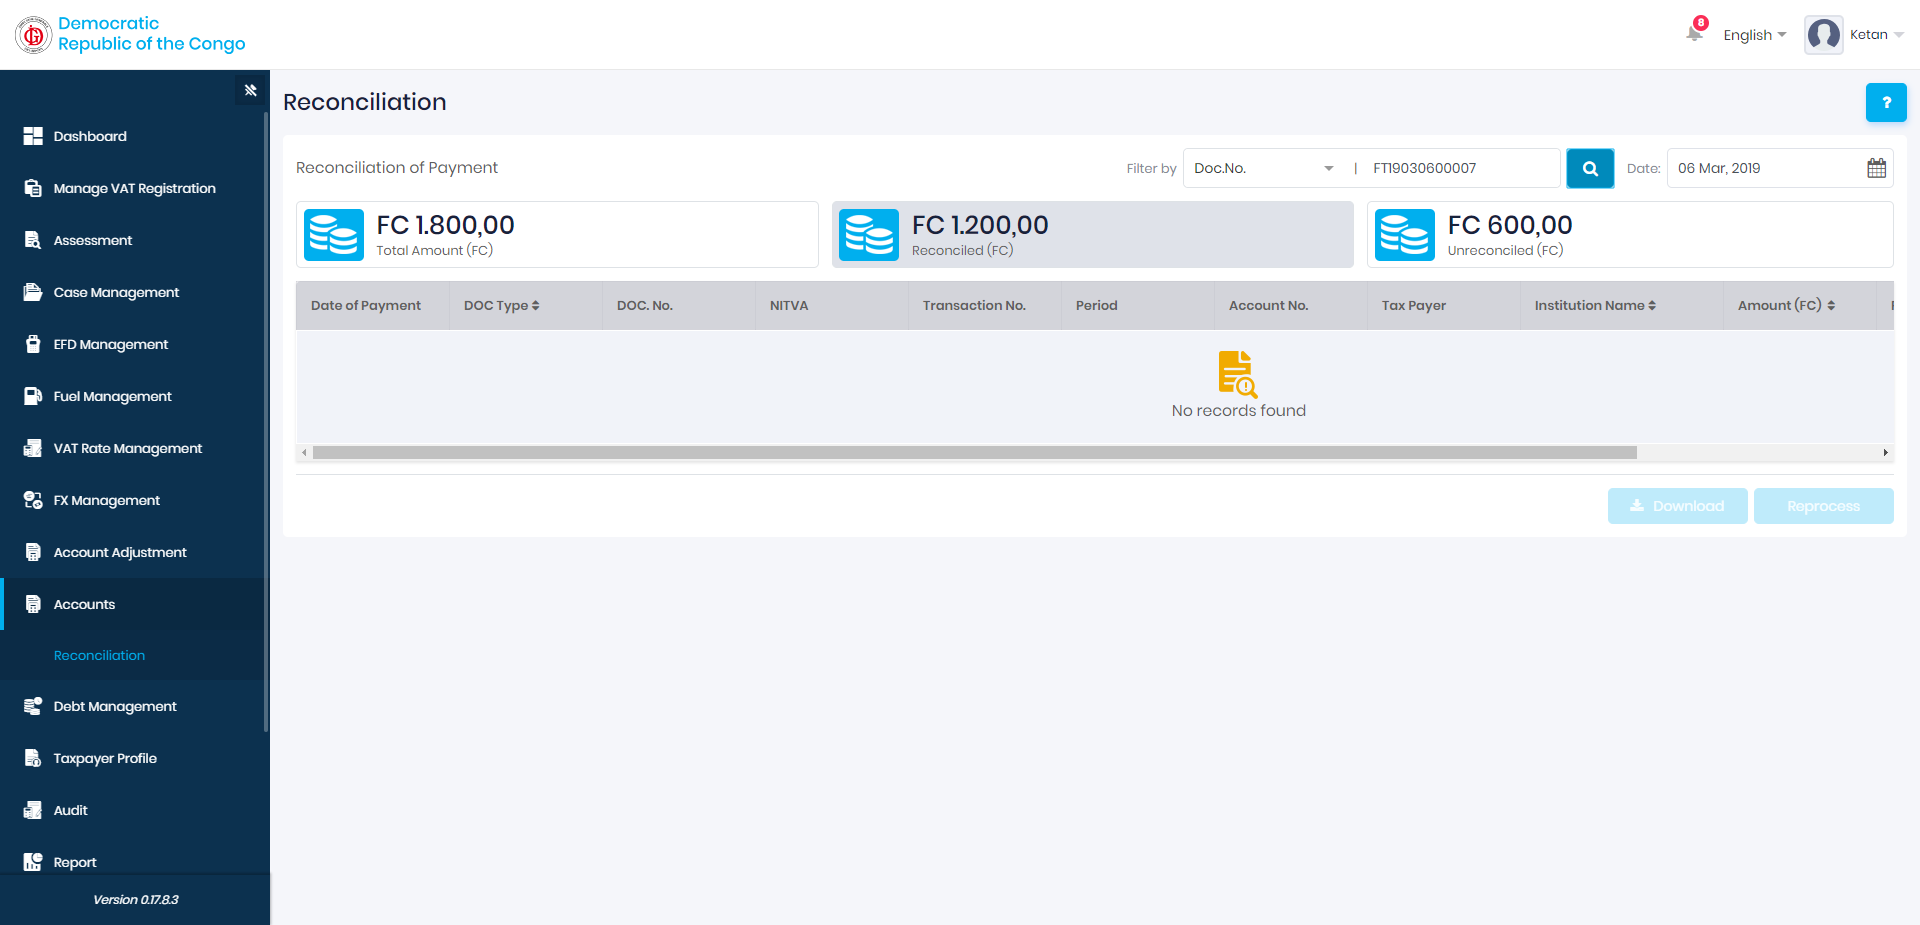 Democratic
Republic of the Congo
8
English
Ketan
Dashboard
Manage VAT Registration
Assessment
Case Management
EFD Management
Fuel Management
VAT Rate Management
FX Management
Account Adjustment
Accounts
Reconciliation
Debt Management
Taxpayer Profile
Audit
Report
Version 0.17.8.3
Reconciliation
?
Reconciliation of Payment
Filter by
Doc.No.
|
FT19030600007
Date:
06 Mar, 2019
FC 1.800,00
Total Amount (FC)
FC 1.200,00
Reconciled (FC)
FC 600,00
Unreconciled (FC)
Date of Payment
DOC Type
DOC. No.
NITVA
Transaction No.
Period
Account No.
Tax Payer
Institution Name
Amount (FC)
No records found
Download
Reprocess